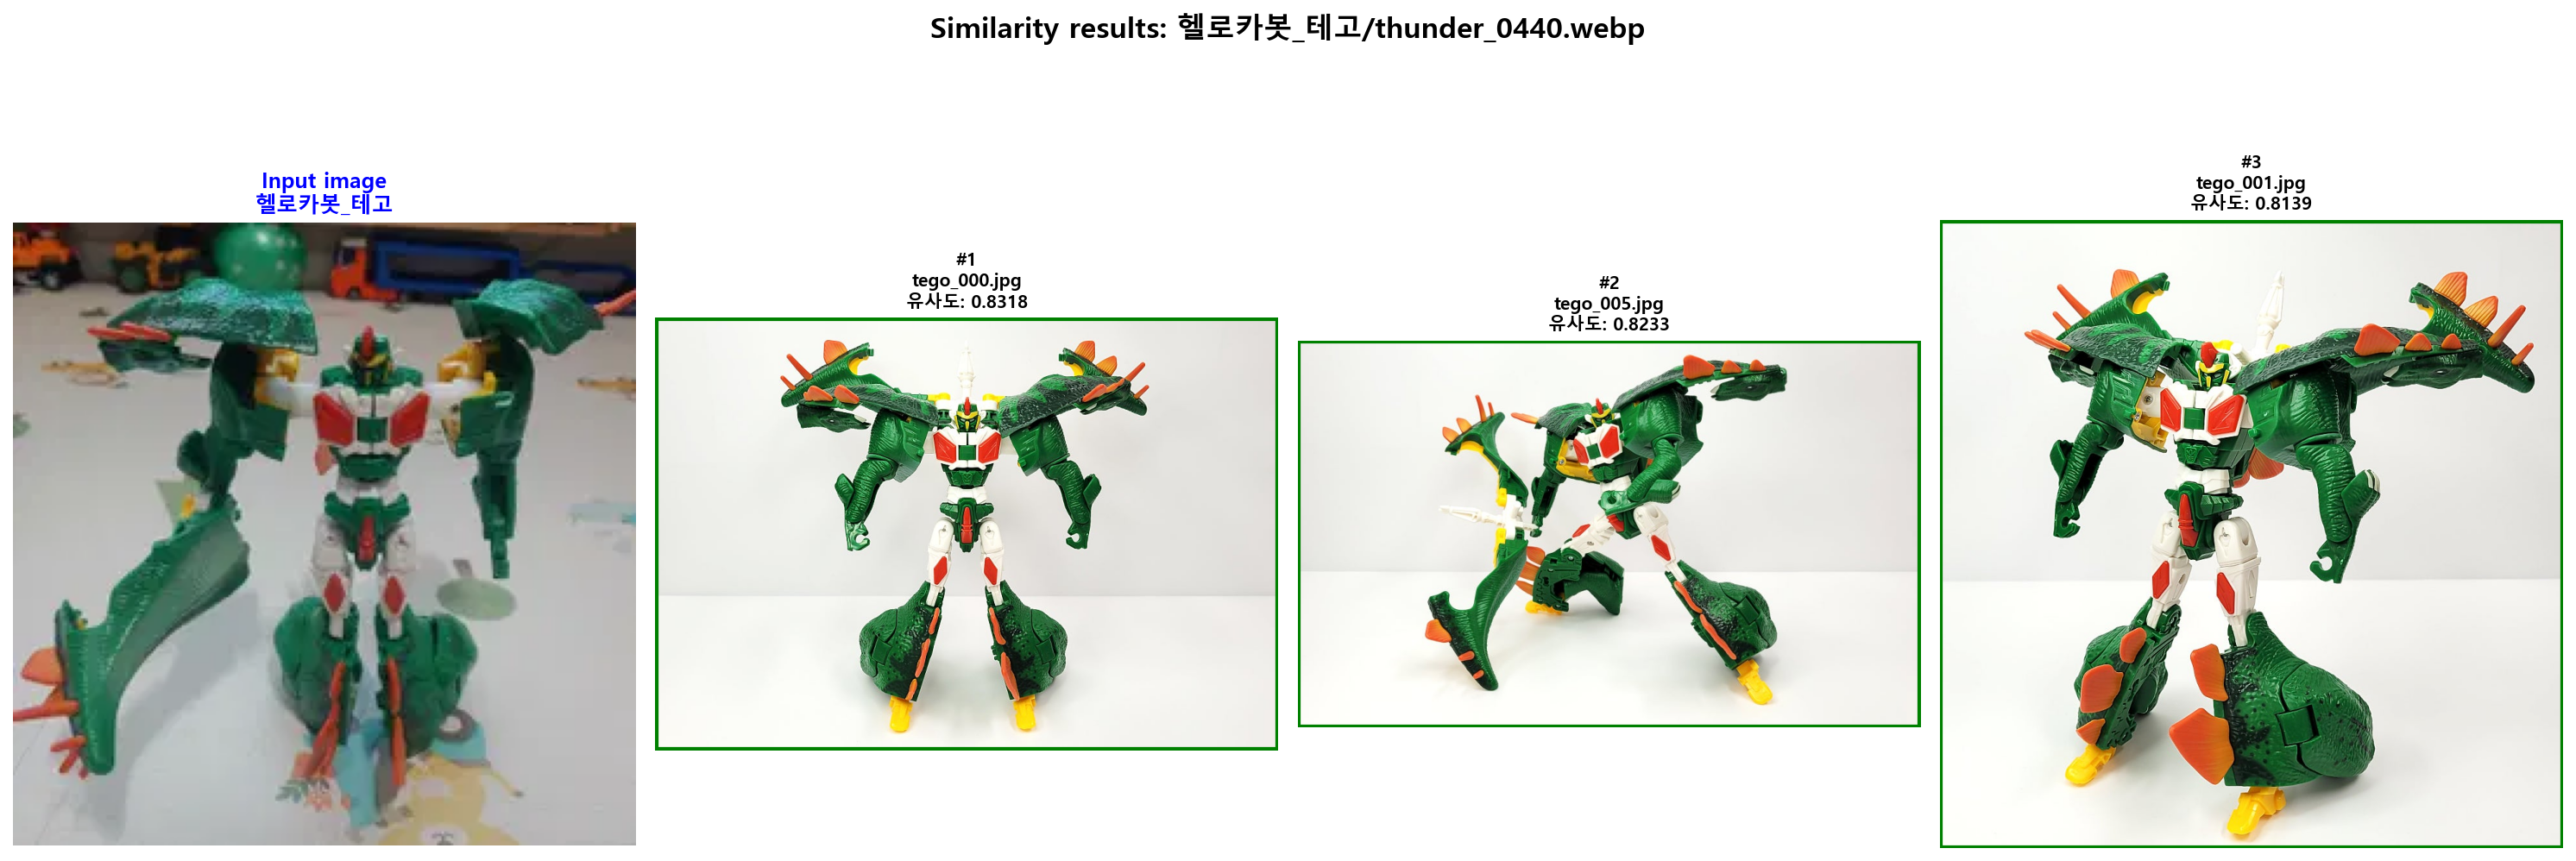 Similarity results: 헬로카봇_테고/thunder_0440.webp
Input image
헬로카봇_테고
#1
tego_000.jpg
유사도: 0.8318
#2
tego_005.jpg
유사도: 0.8233
#3
tego_001.jpg
유사도: 0.8139